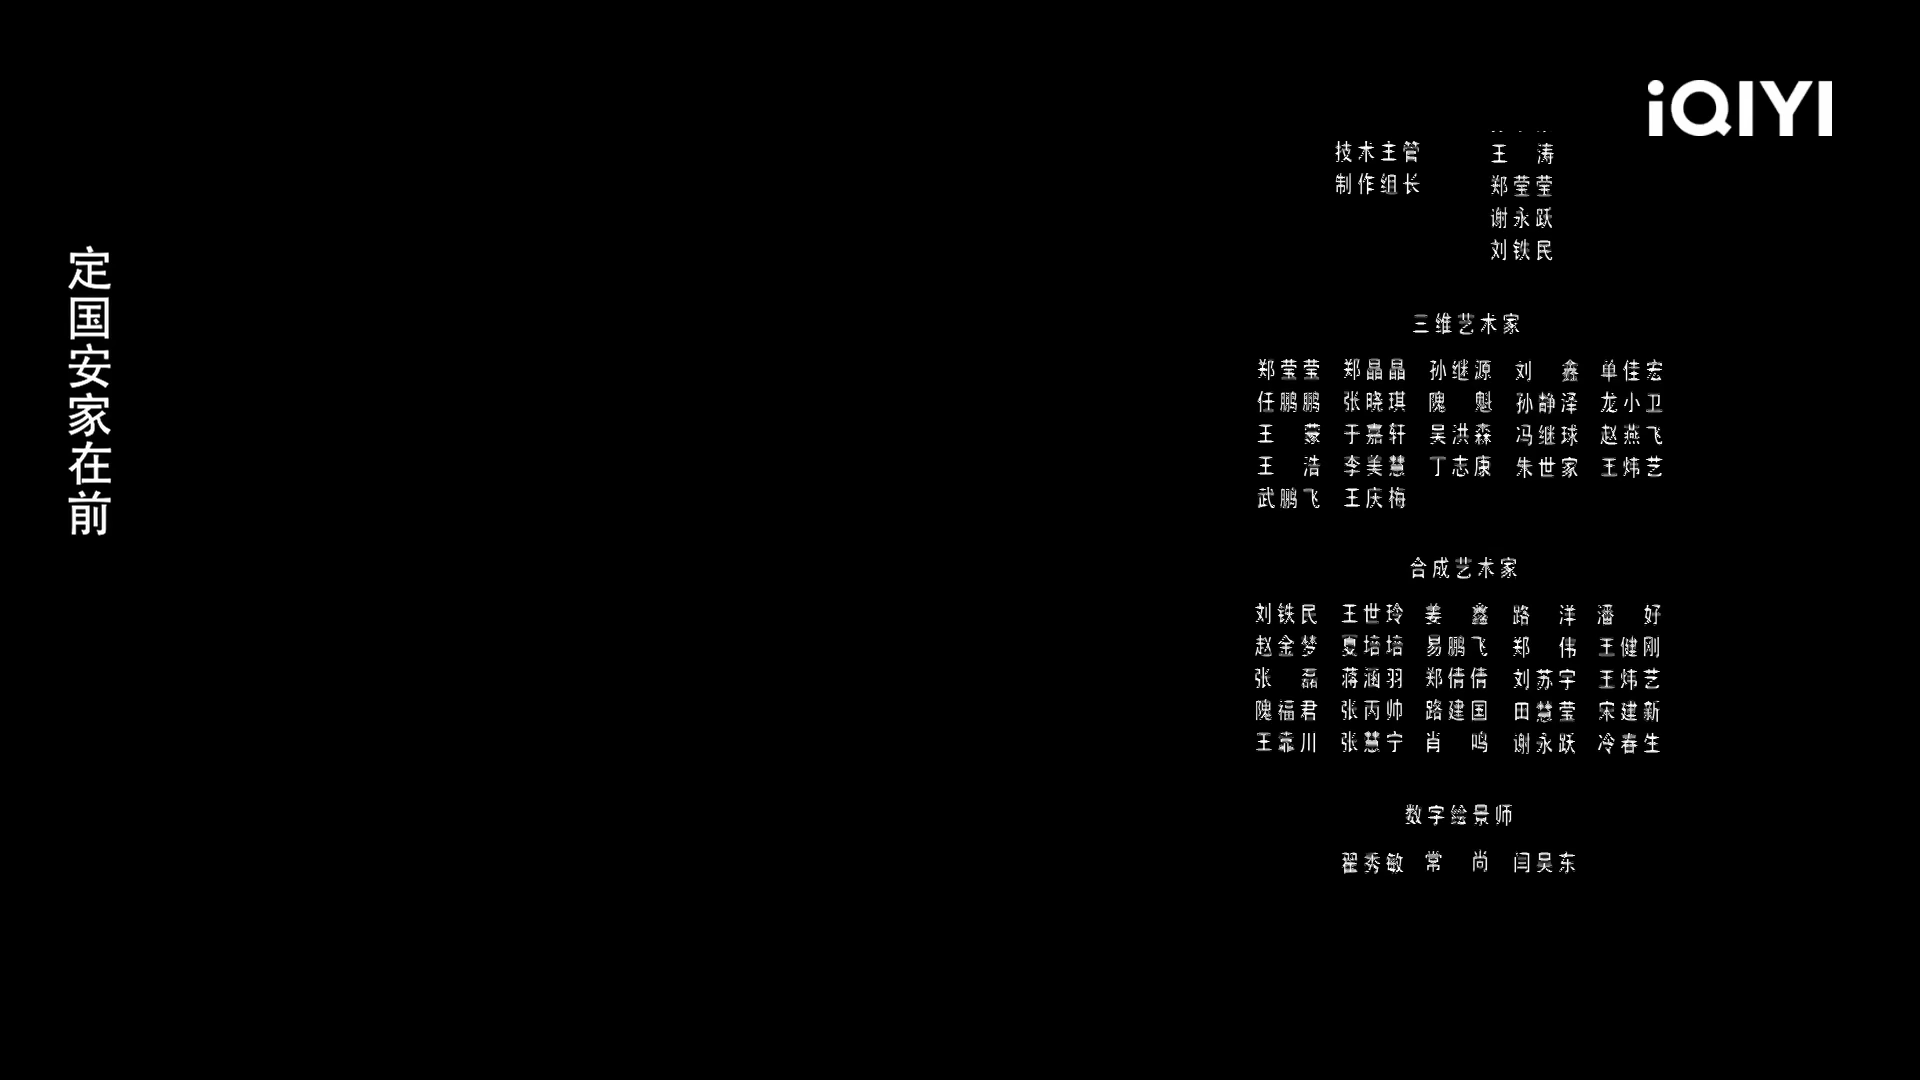 iQIYI
定国安家在前
技术主管 王涛
制作组长 郑莹莹
谢永跃
刘铁民
三维艺术家
郑莹莹 郑晶晶 孙继源 刘鑫 单佳宏
任鹏鹏 张晓琪 隗魁 孙静泽 龙小卫
王蒙 于嘉轩 吴洪森 冯继球 赵燕飞
王浩 李美慧 丁志康 朱世家 王炜艺
武鹏飞 王庆梅
合成艺术家
刘铁民 王世玲 姜鑫 路洋 潘好
赵金梦 夏培培 易鹏飞 郑伟 王健刚
张磊 蒋涵羽 郑倩倩 刘苏宇 王炜艺
隗福君 张丙帅 路建国 田慧莹 宋建新
王靠川 张慧宁 肖鸣 谢永跃 冷春生
数字绘景师
翟秀敏 常尚 闫吴东